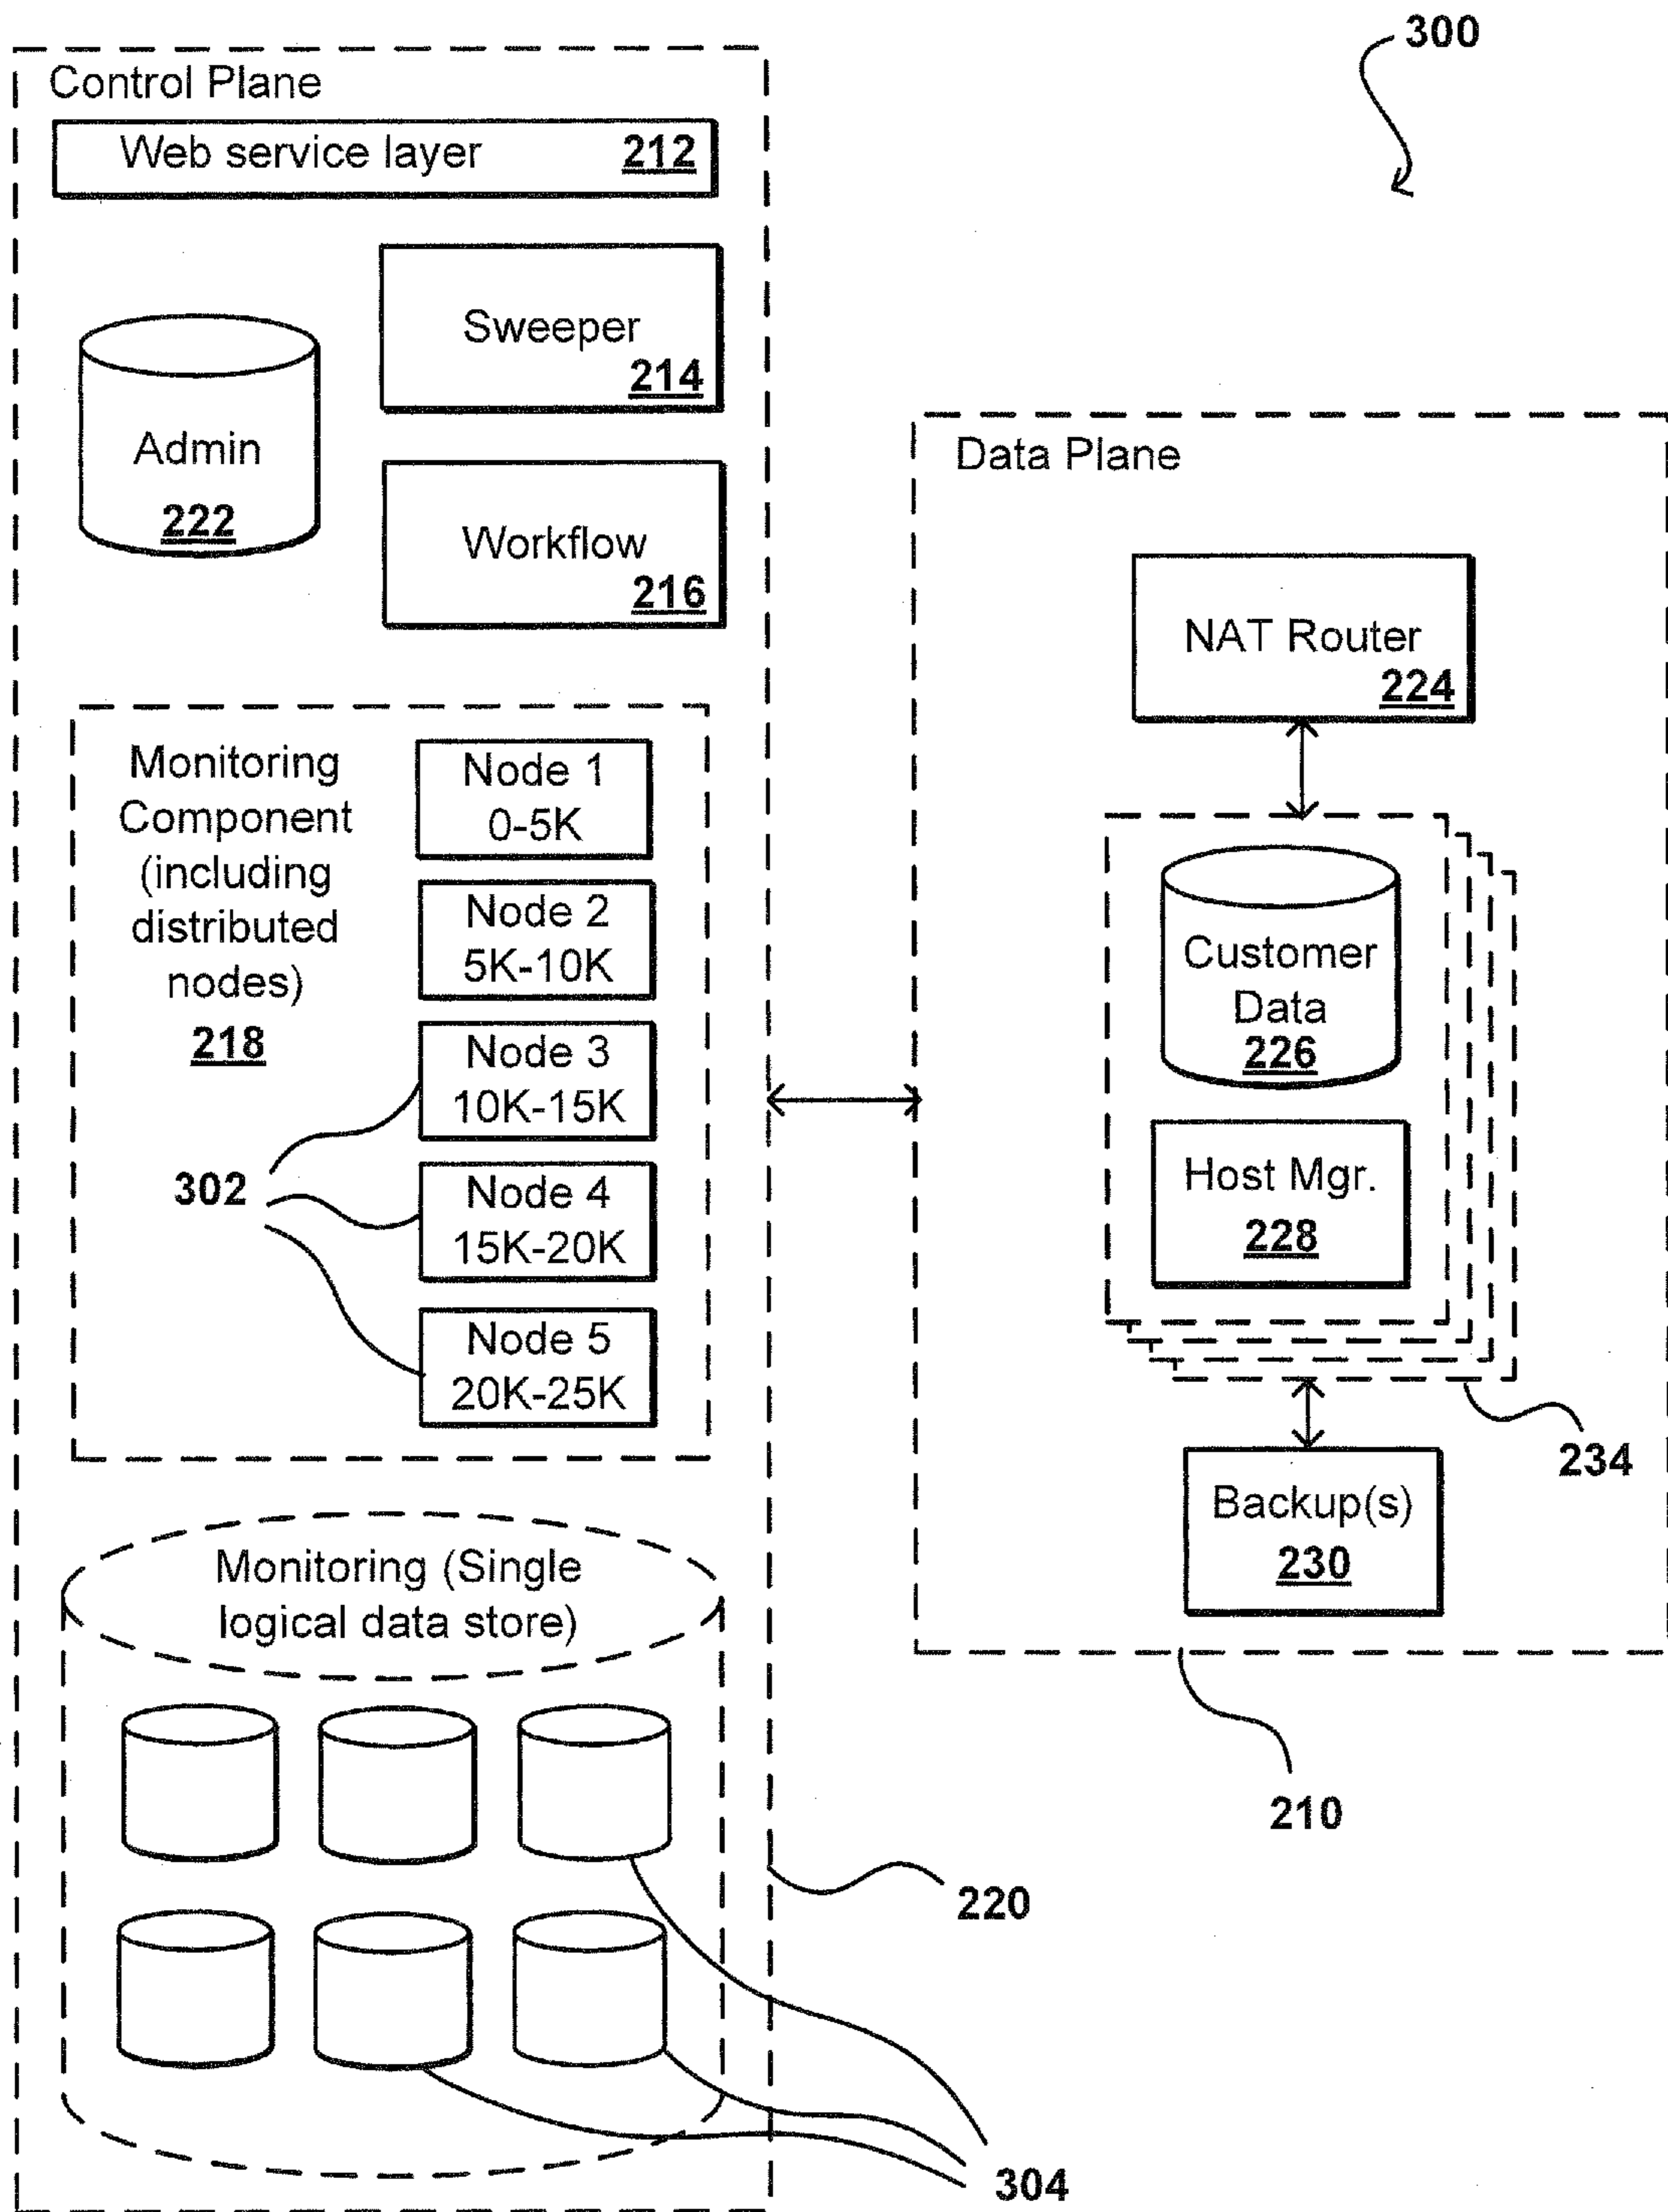 300
Control Plane
Web service layer 212
Sweeper
214
Admin
222
Workflow
216
Monitoring
Component
(including
distributed
nodes)
218
Node 1
0-5K
Node 2
5K-10K
Node 3
10K-15K
Node 4
15K-20K
Node 5
20K-25K
302
Monitoring (Single
logical data store)
220
304
Data Plane
NAT Router
224
Customer
Data
226
Host Mgr.
228
234
Backup(s)
230
210